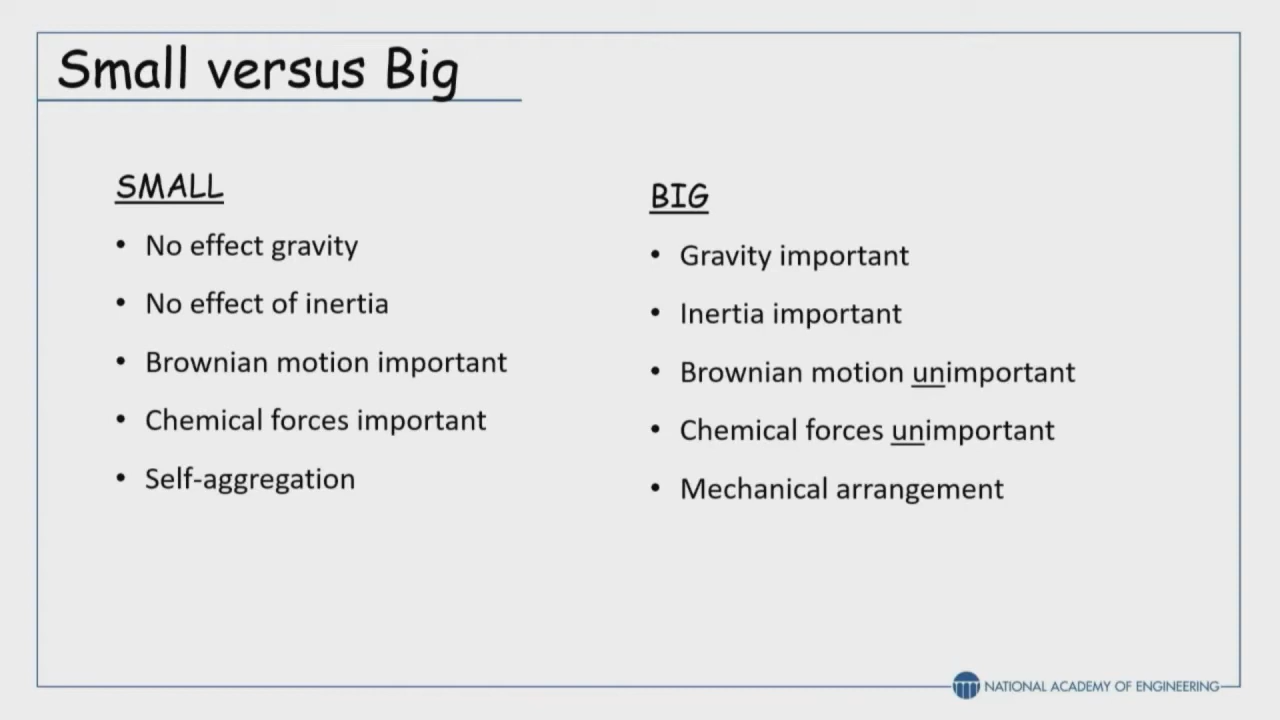 Small versus Big
SMALL
• No effect gravity
• No effect of inertia
• Brownian motion important
• Chemical forces important
• Self-aggregation
BIG
• Gravity important
• Inertia important
• Brownian motion unimportant
• Chemical forces unimportant
• Mechanical arrangement
NATIONAL ACADEMY OF ENGINEERING